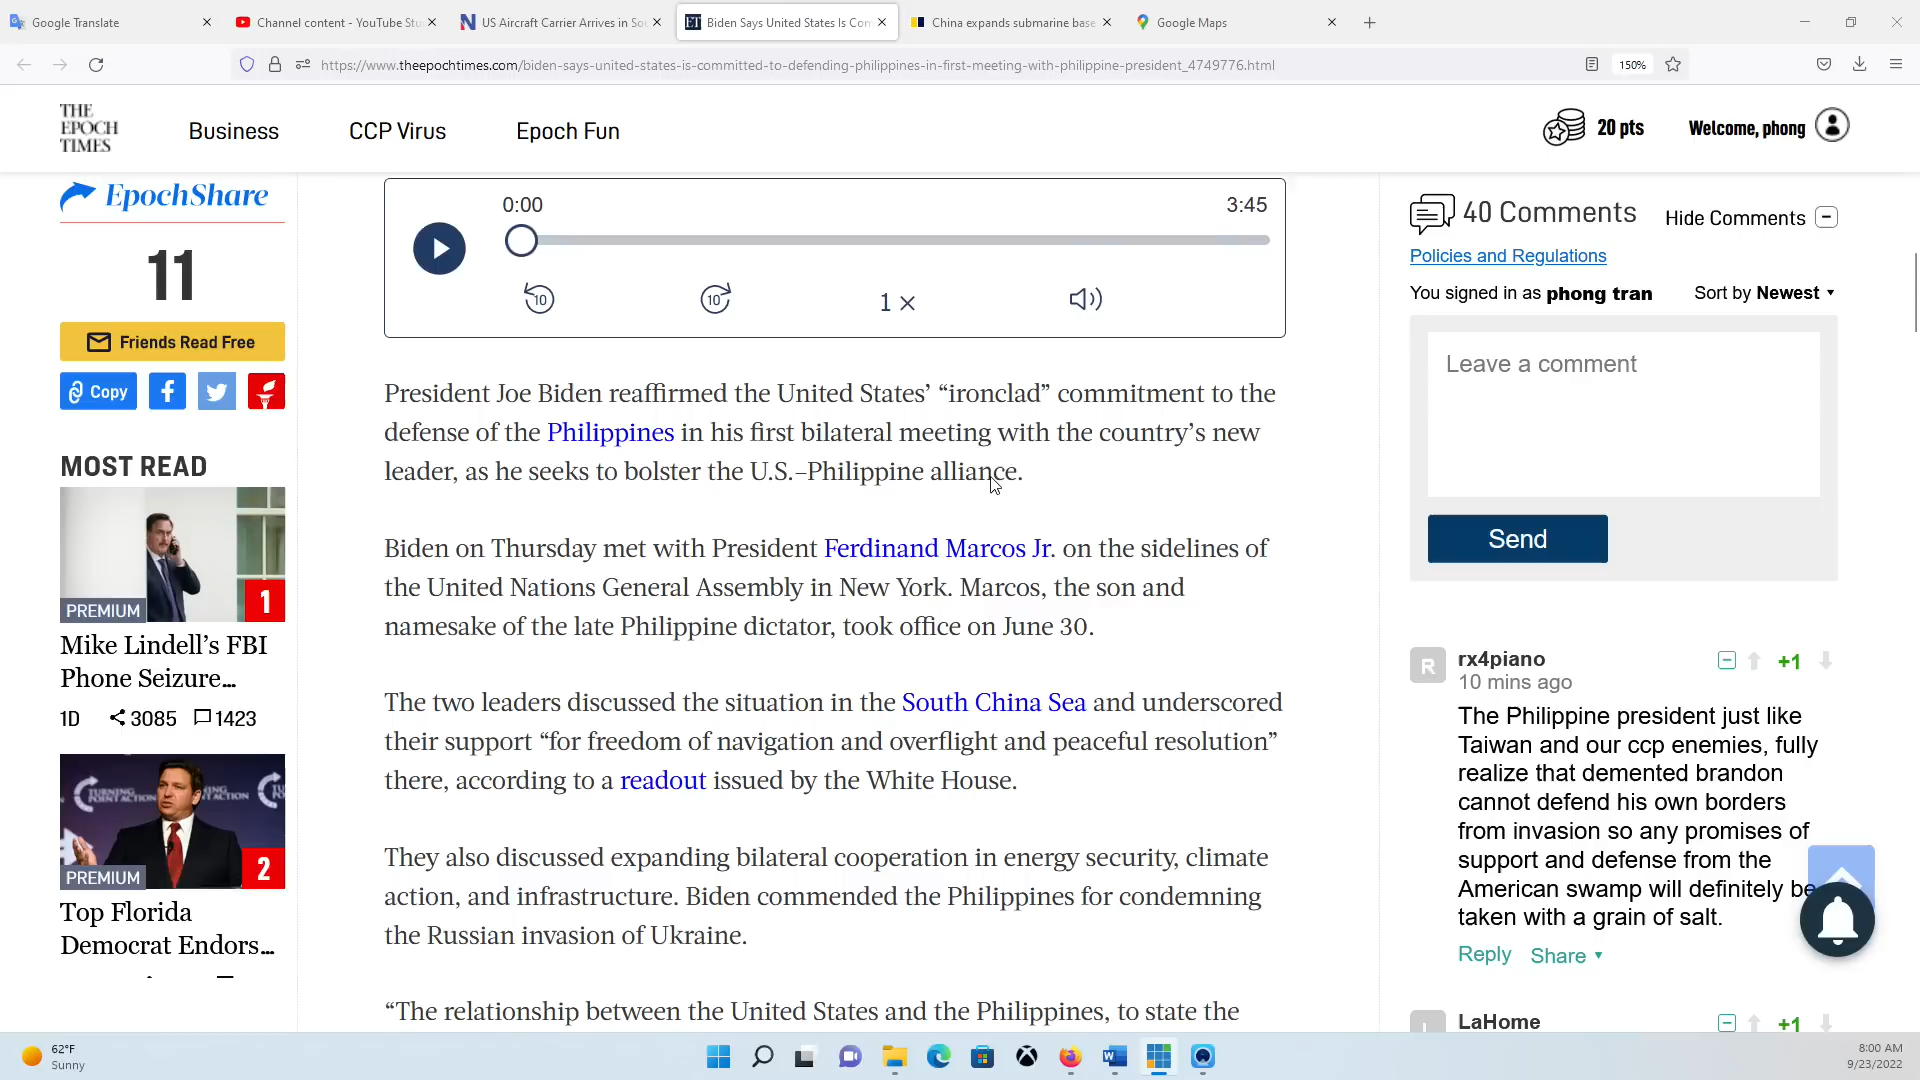 Google Translate
Channel content - YouTube Stu
US Aircraft Carrier Arrives in Sou
Biden Says United States Is Com
China expands submarine base
Google Maps
https://www.theepochtimes.com/biden-says-united-states-is-committed-to-defending-philippines-in-first-meeting-with-philippine-president_4749776.html
150%
THE
EPOCH
TIMES
Business
CCP Virus
Epoch Fun
20 pts
Welcome, phong
EpochShare
11
Friends Read Free
Copy
MOST READ
PREMIUM
1
Mike Lindell’s FBI
Phone Seizure...
1D
3085
1423
TURNING
POINT ACTION
PREMIUM
2
Top Florida
Democrat Endors...
0:00
3:45
10
10
1 ×
President Joe Biden reaffirmed the United States’ “ironclad” commitment to the
defense of the Philippines in his first bilateral meeting with the country’s new
leader, as he seeks to bolster the U.S.–Philippine alliance.
Biden on Thursday met with President Ferdinand Marcos Jr. on the sidelines of
the United Nations General Assembly in New York. Marcos, the son and
namesake of the late Philippine dictator, took office on June 30.
The two leaders discussed the situation in the South China Sea and underscored
their support “for freedom of navigation and overflight and peaceful resolution”
there, according to a readout issued by the White House.
They also discussed expanding bilateral cooperation in energy security, climate
action, and infrastructure. Biden commended the Philippines for condemning
the Russian invasion of Ukraine.
“The relationship between the United States and the Philippines, to state the
40 Comments
Hide Comments
Policies and Regulations
You signed in as phong tran
Sort by Newest
Leave a comment
Send
R
rx4piano
+1
10 mins ago
The Philippine president just like
Taiwan and our ccp enemies, fully
realize that demented brandon
cannot defend his own borders
from invasion so any promises of
support and defense from the
American swamp will definitely be
taken with a grain of salt.
Reply
Share
LaHome
+1
62°F
Sunny
8:00 AM
9/23/2022